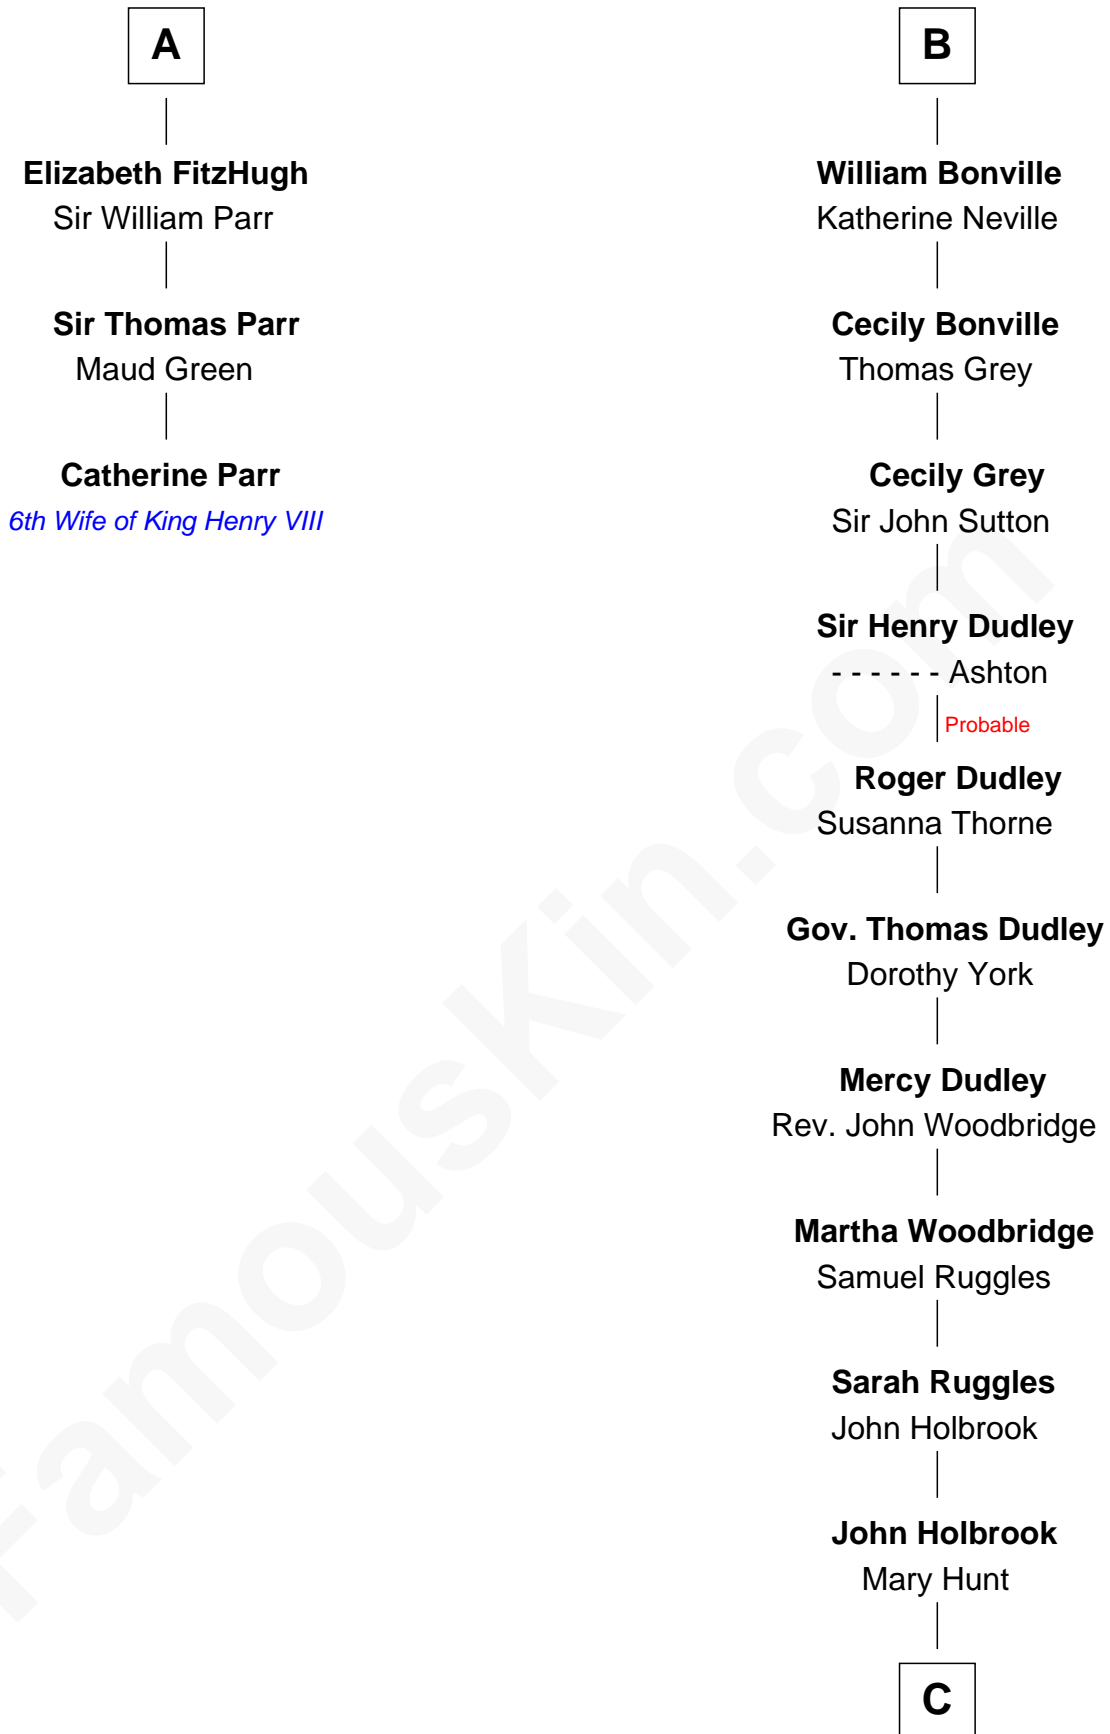 A
Elizabeth FitzHugh
Sir William Parr
Sir Thomas Parr
Maud Green
Catherine Parr
6th Wife of King Henry VIII
B
William Bonville
Katherine Neville
Cecily Bonville
Thomas Grey
Cecily Grey
Sir John Sutton
Sir Henry Dudley
- - - - - - Ashton
Probable
Roger Dudley
Susanna Thorne
Gov. Thomas Dudley
Dorothy York
Mercy Dudley
Rev. John Woodbridge
Martha Woodbridge
Samuel Ruggles
Sarah Ruggles
John Holbrook
John Holbrook
Mary Hunt
C
FamousKin.com